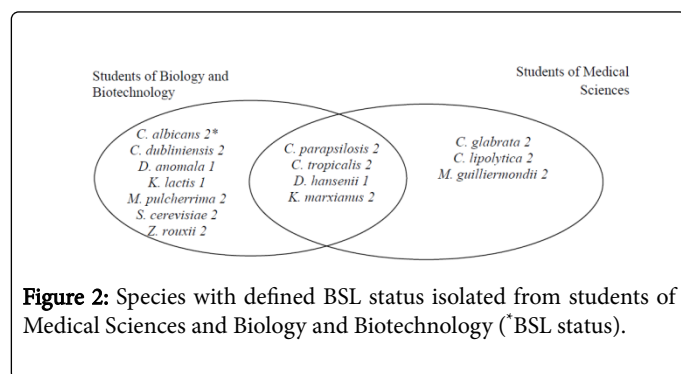 Students of Biology and
Biotechnology
Students of Medical
Sciences
C. albicans 2*
C. dubliniensis 2
D. anomala 1
K. lactis 1
M. pulcherrima 2
S. cerevisiae 2
Z. rouxii 2
C. parapsilosis 2
C. tropicalis 2
D. hansenii 1
K. marxianus 2
C. glabrata 2
C. lipolytica 2
M. guilliermondii 2
Figure 2: Species with defined BSL status isolated from students of
Medical Sciences and Biology and Biotechnology (*BSL status).